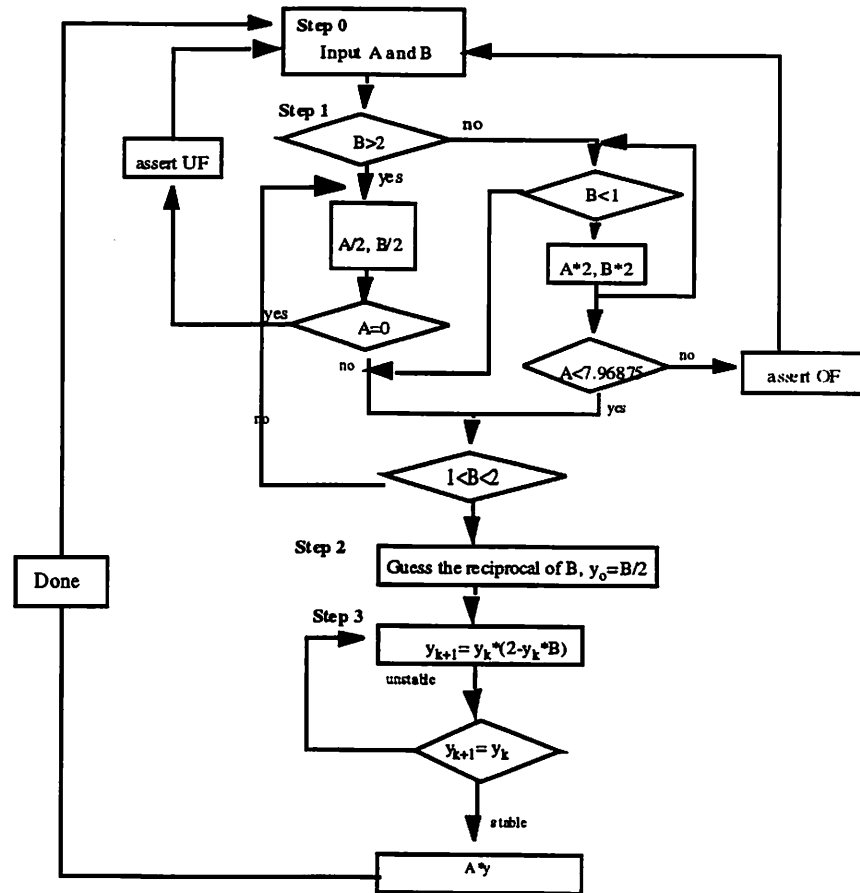 Step 0
Input A and B
Step 1
B>2
no
assert UF
yes
B<1
A/2, B/2
A*2, B*2
yes
A=0
no
A<7.96875
no
assert OF
yes
no
1<B<2
Step 2
Guess the reciprocal of B, y₀=B/2
Done
Step 3
yₖ₊₁= yₖ*(2-yₖ*B)
unstable
yₖ₊₁= yₖ
stable
A*y